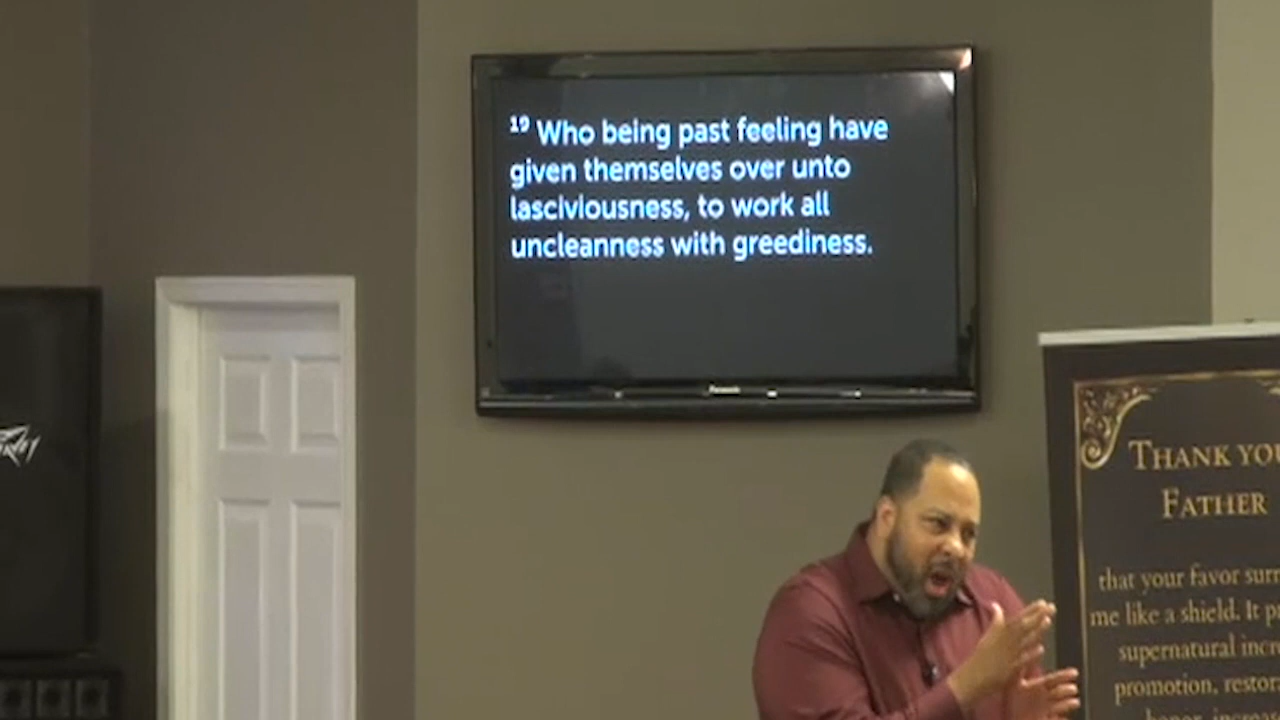 ¹⁹ Who being past feeling have
given themselves over unto
lasciviousness, to work all
uncleanness with greediness.
Panasonic
THANK YOU
FATHER
that your favor
me like a shield. It
supernatural
promotion,